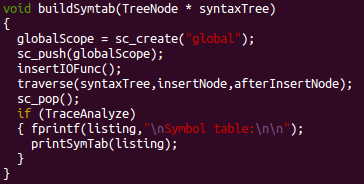 void buildSymtab(TreeNode * syntaxTree)
{
  globalScope = sc_create("global");
  sc_push(globalScope);
  insertIOFunc();
  traverse(syntaxTree,insertNode,afterInsertNode);
  sc_pop();
  if (TraceAnalyze)
  { fprintf(listing,"\nSymbol table:\n\n");
    printSymTab(listing);
  }
}